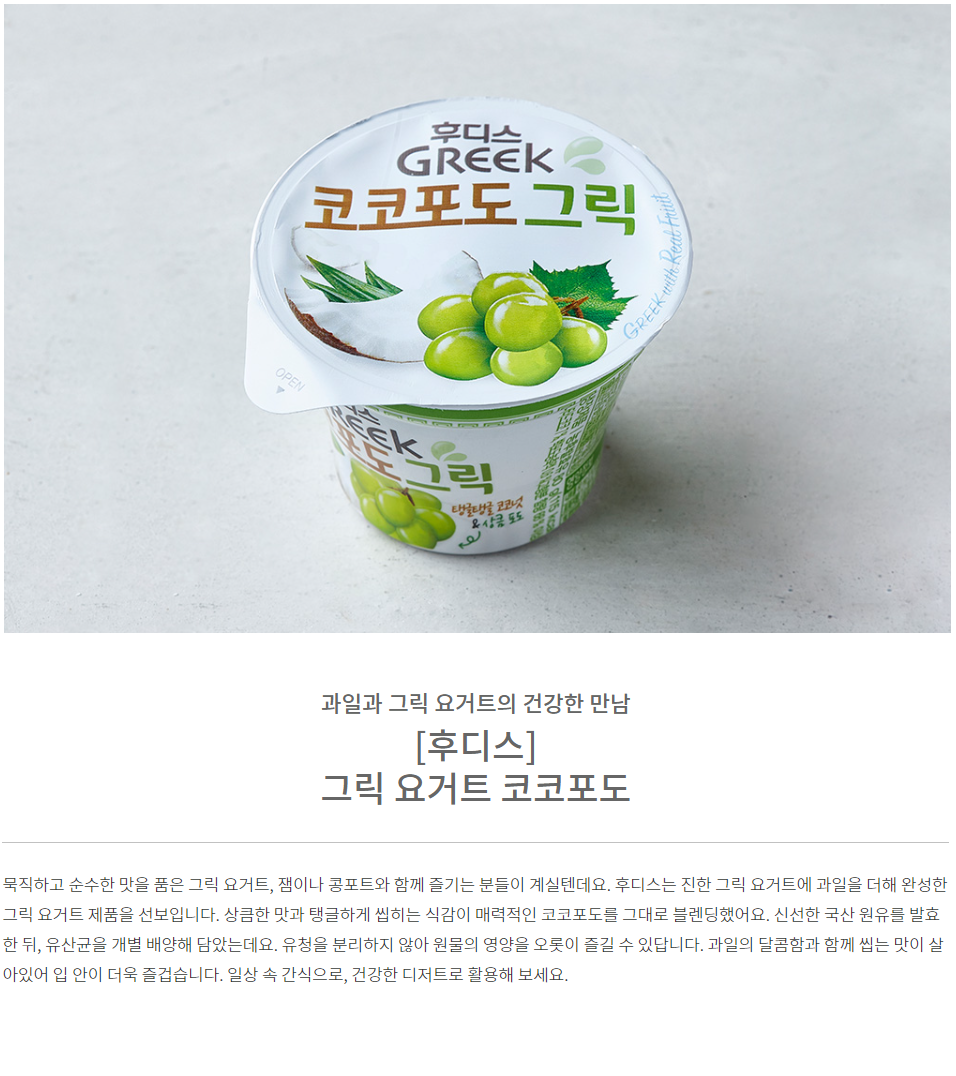 후디스
GREEK
코코포도그릭
GREEK with Real Fruit
OPEN
그릭
탱글탱글 코코넛
& 상큼 포도
과일과 그릭 요거트의 건강한 만남
[후디스]
그릭 요거트 코코포도
묵직하고 순수한 맛을 품은 그릭 요거트, 잼이나 콩포트와 함께 즐기는 분들이 계실텐데요. 후디스는 진한 그릭 요거트에 과일을 더해 완성한
그릭 요거트 제품을 선보입니다. 상큼한 맛과 탱글하게 씹히는 식감이 매력적인 코코포도를 그대로 블렌딩했어요. 신선한 국산 원유를 발효
한 뒤, 유산균을 개별 배양해 담았는데요. 유청을 분리하지 않아 원물의 영양을 오롯이 즐길 수 있답니다. 과일의 달콤함과 함께 씹는 맛이 살
아있어 입 안이 더욱 즐겁습니다. 일상 속 간식으로, 건강한 디저트로 활용해 보세요.